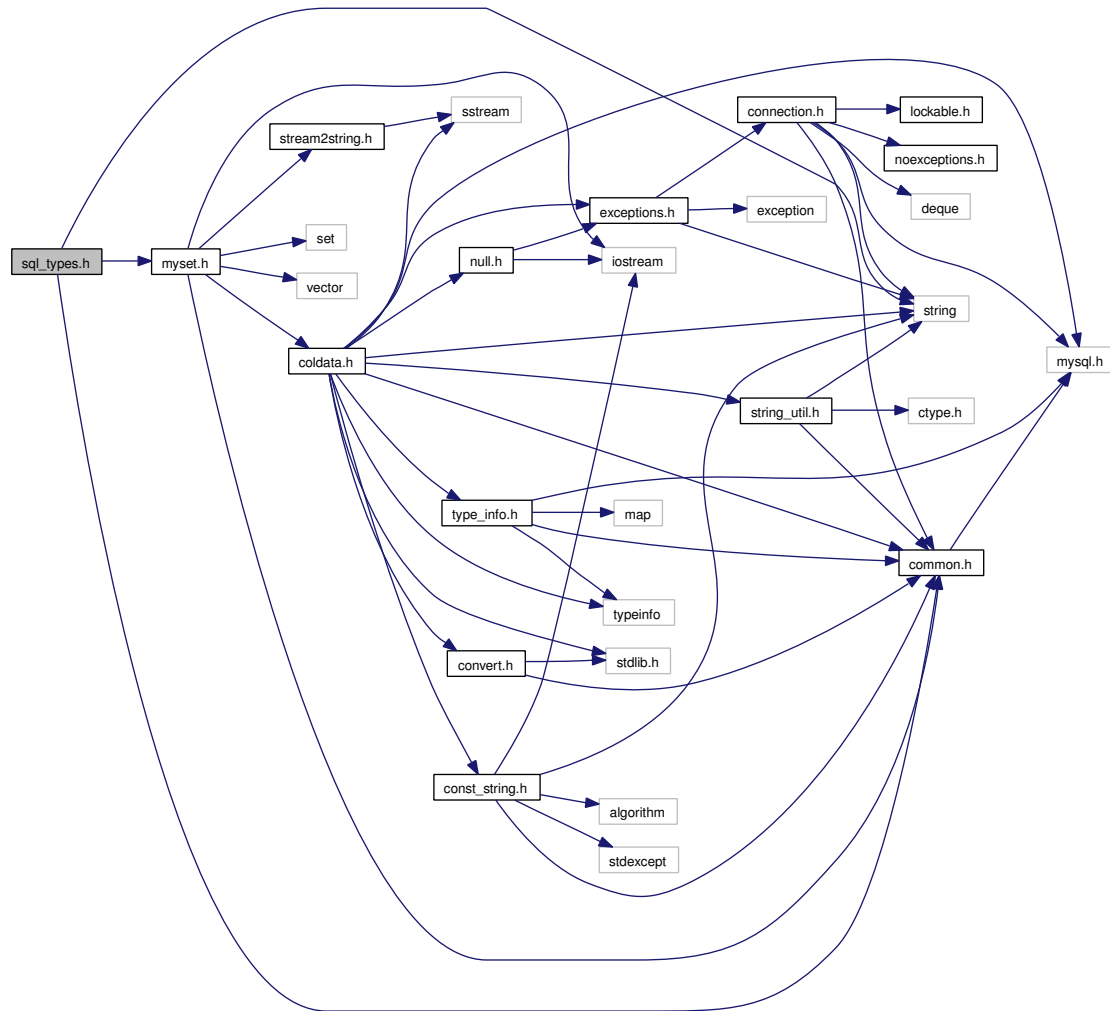 sstream
connection.h
lockable.h
stream2string.h
noexceptions.h
exceptions.h
exception
deque
set
sql_types.h
myset.h
null.h
iostream
vector
string
coldata.h
mysql.h
string_util.h
ctype.h
type_info.h
map
common.h
typeinfo
convert.h
stdlib.h
const_string.h
algorithm
stdexcept